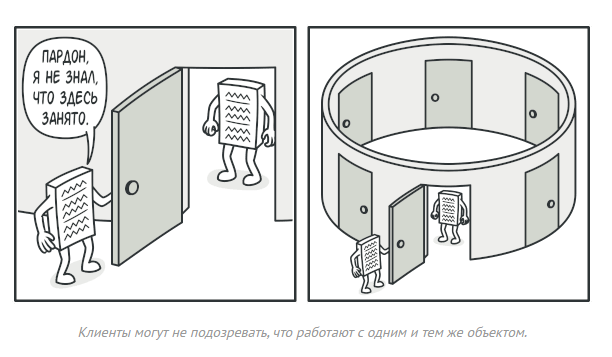 ПАРДОН,
Я НЕ ЗНАЛ,
ЧТО ЗДЕСЬ
ЗАНЯТО.
Клиенты могут не подозревать, что работают с одним и тем же объектом.